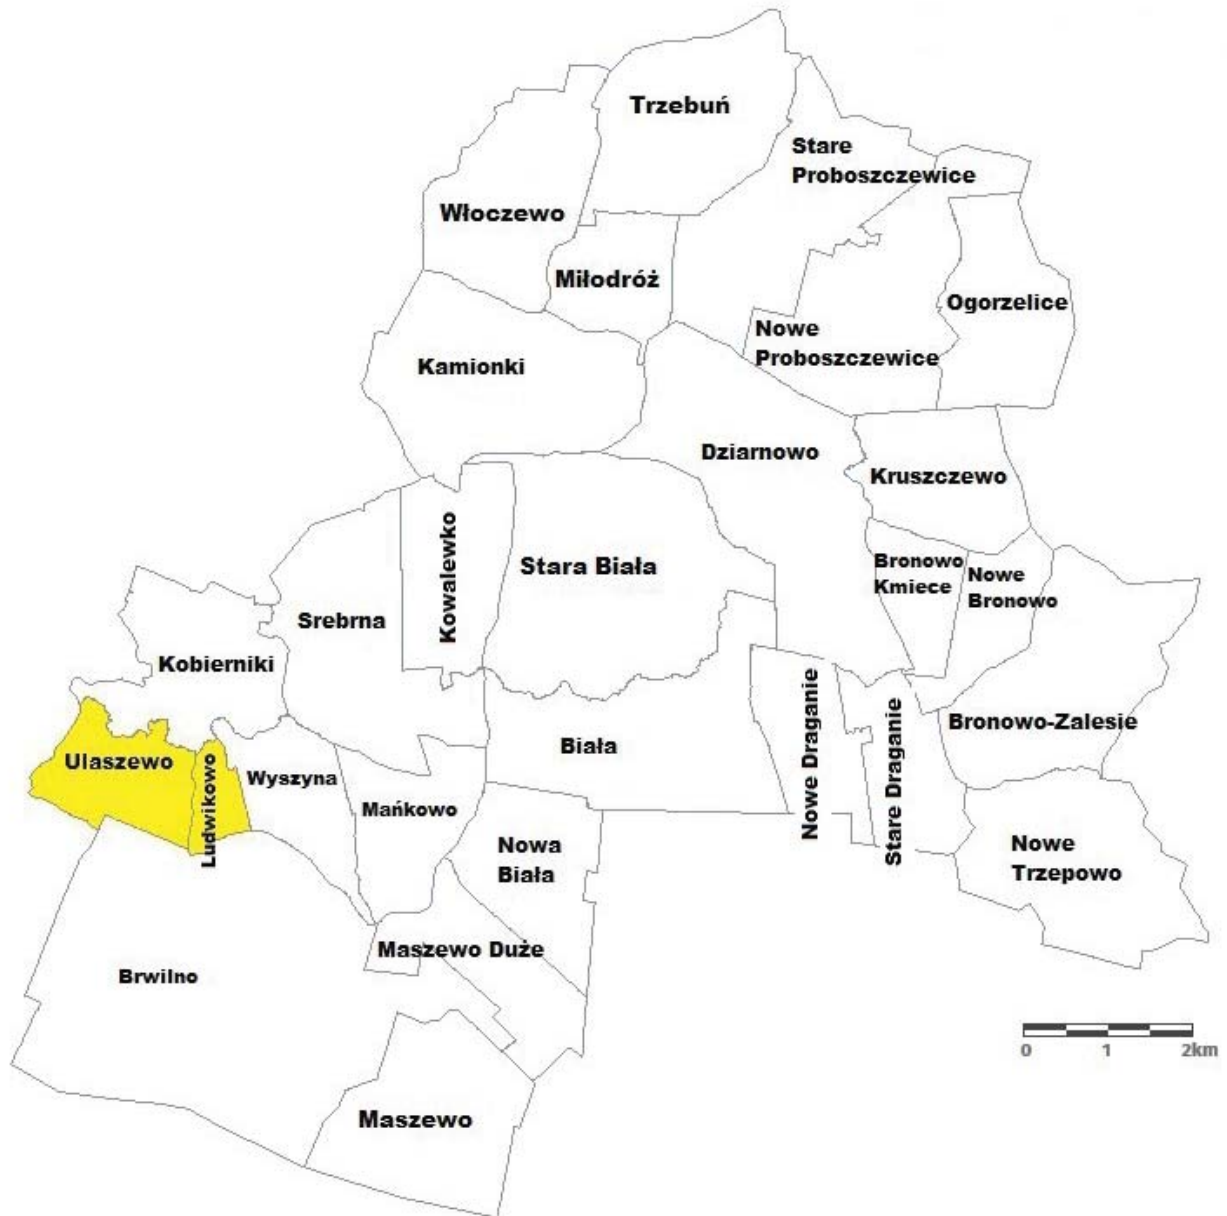 Trzebuń
Stare
Proboszczewice
Włoczewo
Miłodróż
Ogorzelice
Nowe
Proboszczewice
Kamionki
Dziarnowo
Kruszczewo
Kowalewko
Stara Biała
Bronowo
Kmiece
Nowe
Bronowo
Srebrna
Kobierniki
Ulaszewo
Ludwikowo
Wyszyna
Mańkowo
Biała
Nowe Draganie
Stare Draganie
Bronowo-Zalesie
Nowa
Biała
Nowe
Trzepowo
Maszewo Duże
Brwilno
Maszewo
0 1 2km